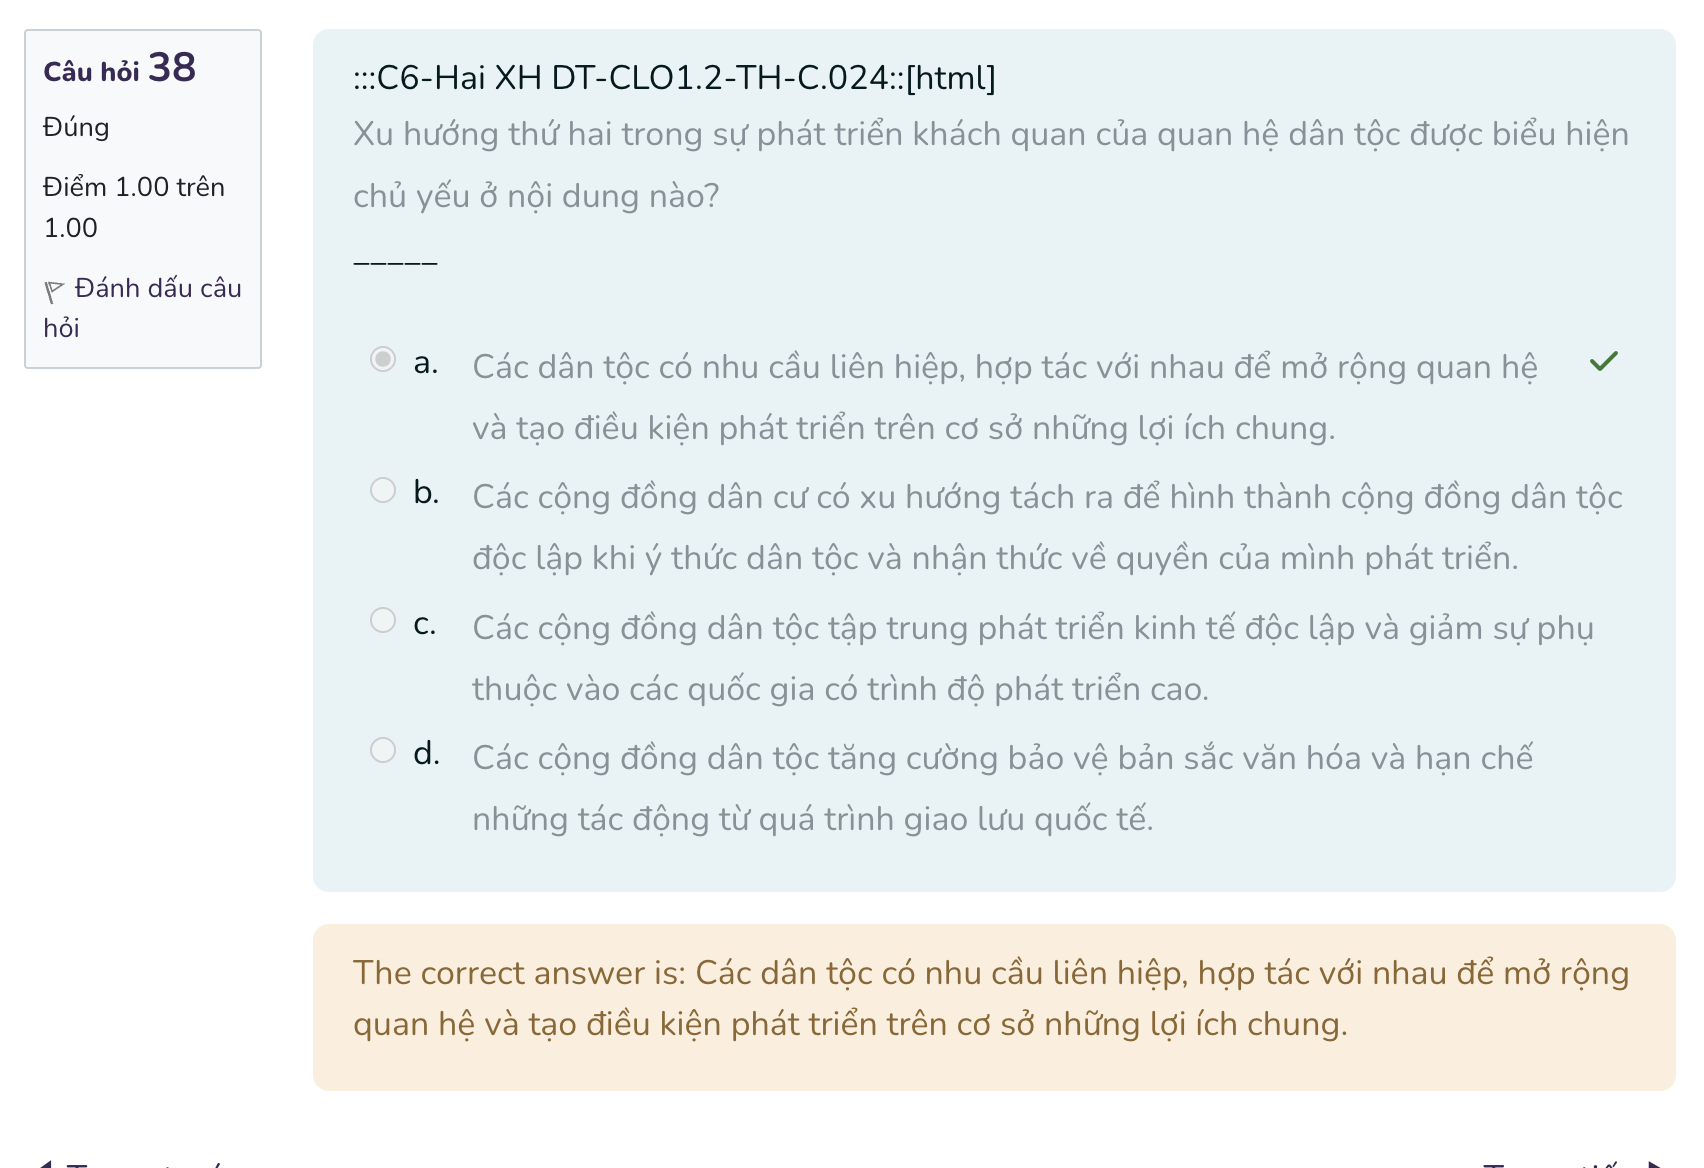 Câu hỏi 38
Đúng
Điểm 1.00 trên
1.00
Đánh dấu câu
hỏi
:::C6-Hai XH DT-CLO1.2-TH-C.024::[html]
Xu hướng thứ hai trong sự phát triển khách quan của quan hệ dân tộc được biểu hiện
chủ yếu ở nội dung nào?
_____
a. Các dân tộc có nhu cầu liên hiệp, hợp tác với nhau để mở rộng quan hệ
và tạo điều kiện phát triển trên cơ sở những lợi ích chung.
b. Các cộng đồng dân cư có xu hướng tách ra để hình thành cộng đồng dân tộc
độc lập khi ý thức dân tộc và nhận thức về quyền của mình phát triển.
c. Các cộng đồng dân tộc tập trung phát triển kinh tế độc lập và giảm sự phụ
thuộc vào các quốc gia có trình độ phát triển cao.
d. Các cộng đồng dân tộc tăng cường bảo vệ bản sắc văn hóa và hạn chế
những tác động từ quá trình giao lưu quốc tế.
The correct answer is: Các dân tộc có nhu cầu liên hiệp, hợp tác với nhau để mở rộng
quan hệ và tạo điều kiện phát triển trên cơ sở những lợi ích chung.